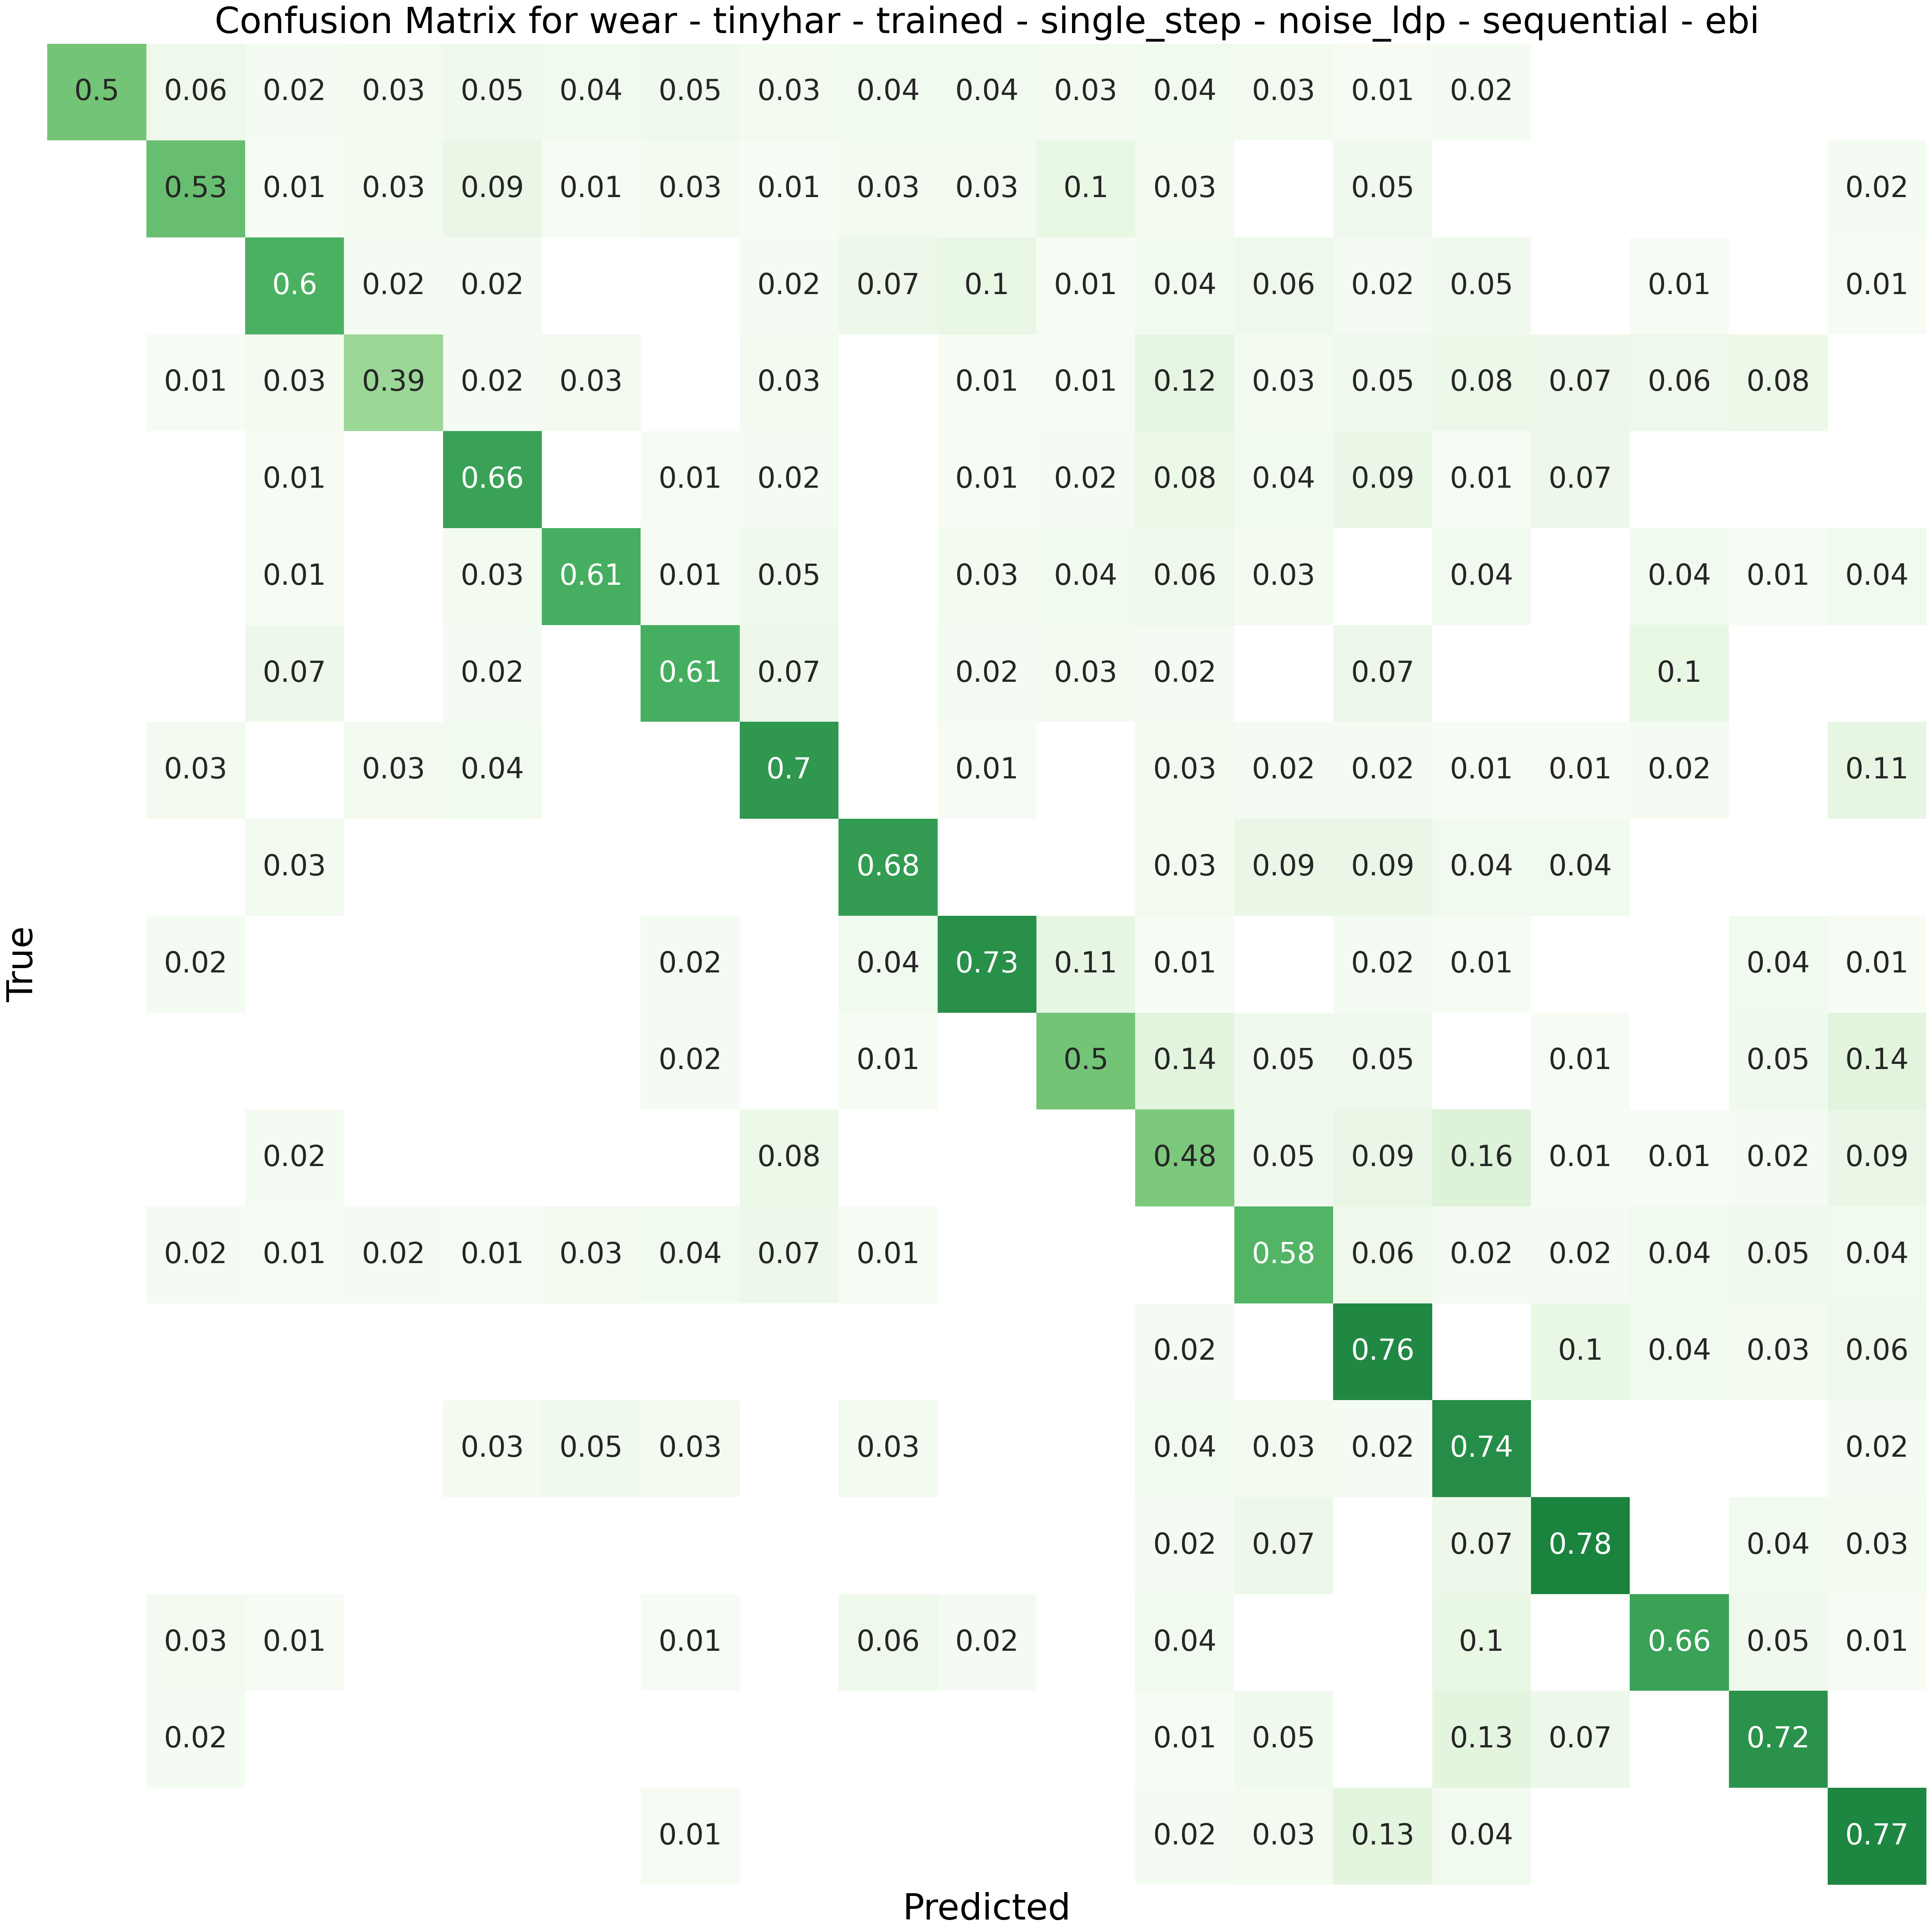 Confusion Matrix for wear - tinyhar - trained - single_step - noise_ldp - sequential - ebi
0.5 0.06 0.02 0.03 0.05 0.04 0.05 0.03 0.04 0.04 0.03 0.04 0.03 0.01 0.02
0.53 0.01 0.03 0.09 0.01 0.03 0.01 0.03 0.03 0.1 0.03 0.05 0.02
0.6 0.02 0.02 0.02 0.07 0.1 0.01 0.04 0.06 0.02 0.05 0.01 0.01
0.01 0.03 0.39 0.02 0.03 0.03 0.01 0.01 0.12 0.03 0.05 0.08 0.07 0.06 0.08
0.01 0.66 0.01 0.02 0.01 0.02 0.08 0.04 0.09 0.01 0.07
0.01 0.03 0.61 0.01 0.05 0.03 0.04 0.06 0.03 0.04 0.04 0.01 0.04
0.07 0.02 0.61 0.07 0.02 0.03 0.02 0.07 0.1
0.03 0.03 0.04 0.7 0.01 0.03 0.02 0.02 0.01 0.01 0.02 0.11
0.03 0.68 0.03 0.09 0.09 0.04 0.04
0.02 0.02 0.04 0.73 0.11 0.01 0.02 0.01 0.04 0.01
0.02 0.01 0.5 0.14 0.05 0.05 0.01 0.05 0.14
0.02 0.08 0.48 0.05 0.09 0.16 0.01 0.01 0.02 0.09
0.02 0.01 0.02 0.01 0.03 0.04 0.07 0.01 0.58 0.06 0.02 0.02 0.04 0.05 0.04
0.02 0.76 0.1 0.04 0.03 0.06
0.03 0.05 0.03 0.03 0.04 0.03 0.02 0.74 0.02
0.02 0.07 0.07 0.78 0.04 0.03
0.03 0.01 0.01 0.06 0.02 0.04 0.1 0.66 0.05 0.01
0.02 0.01 0.05 0.13 0.07 0.72
0.01 0.02 0.03 0.13 0.04 0.77
True
Predicted